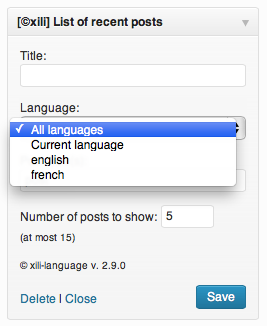 [©xili] List of recent posts
Title:
Language:
✓ All languages
Current language
english
french
Number of posts to show: 5
(at most 15)
© xili-language v. 2.9.0
Delete | Close
Save